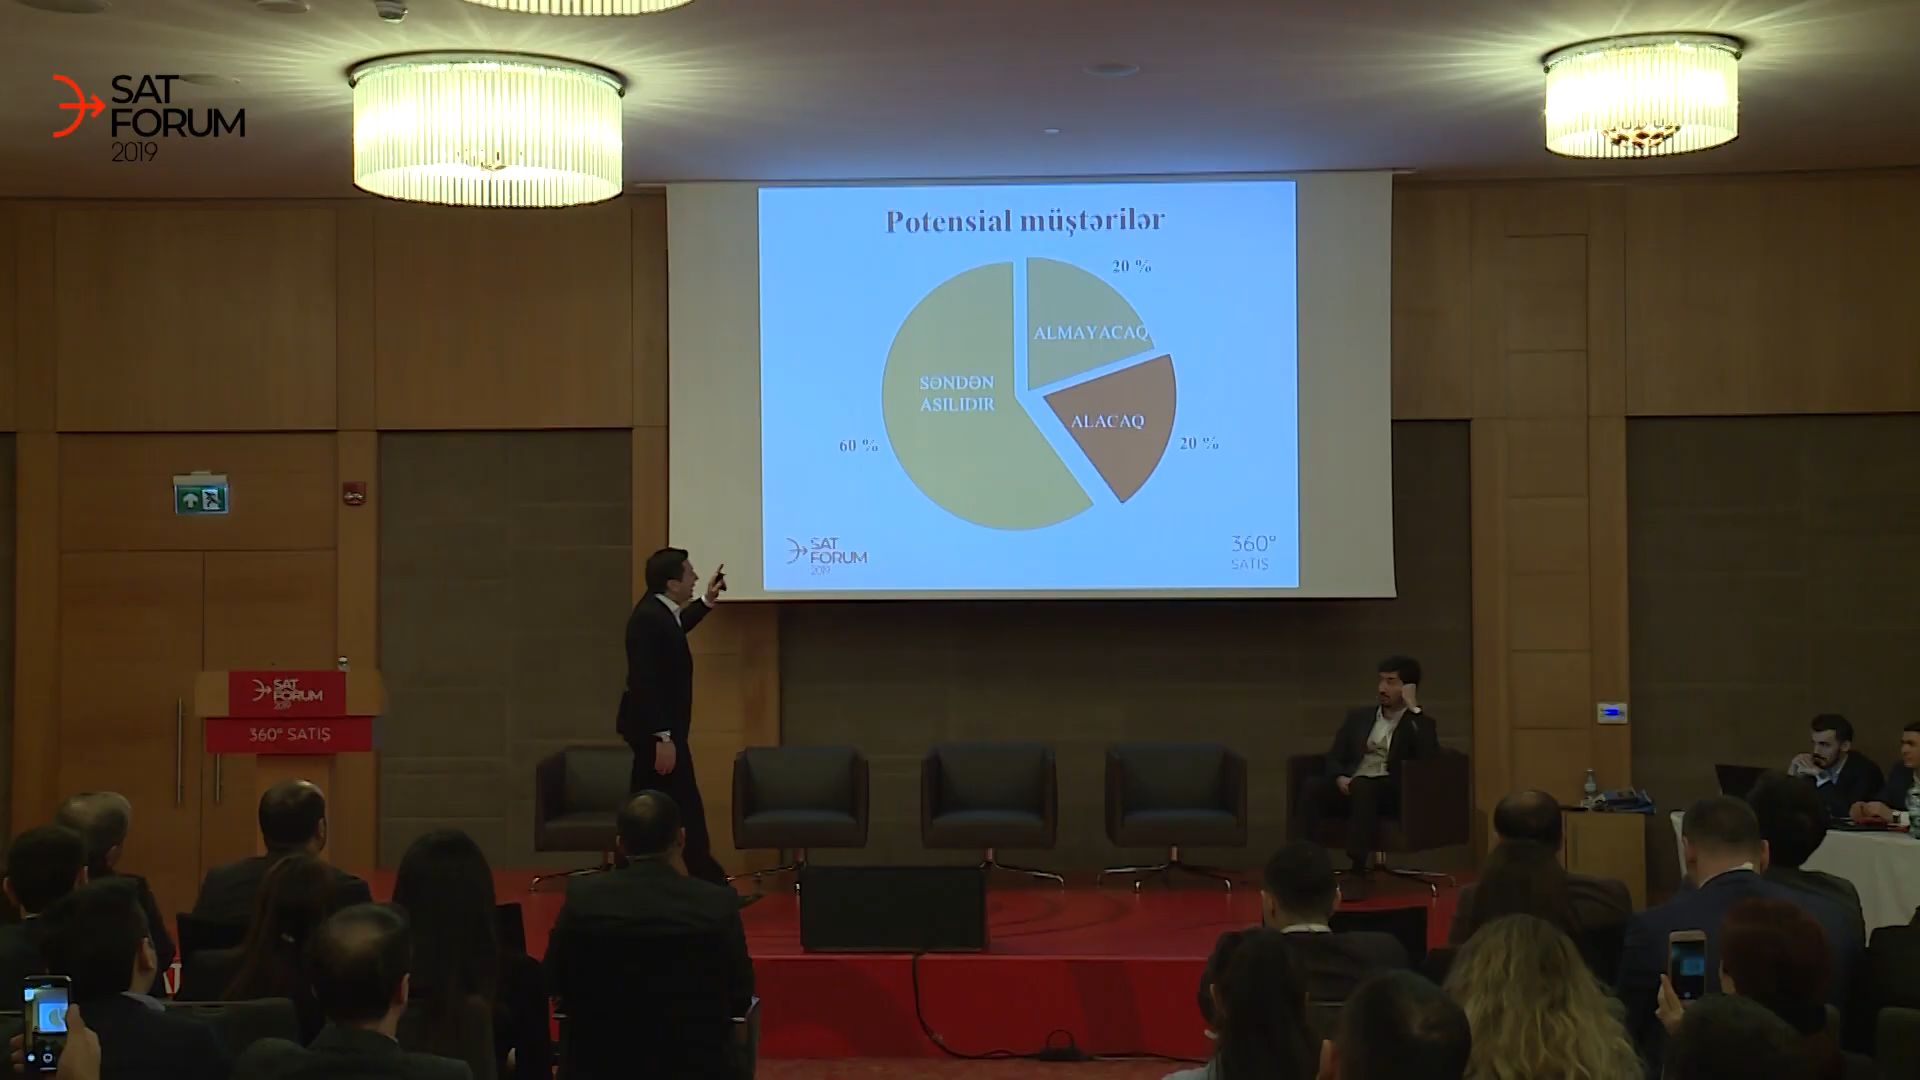 SAT
FORUM
2019
Potensial müştərilər
20 %
ALMAYACAQ
SƏNDƏN
ASILIDIR
ALACAQ
60 %
20 %
SAT
FORUM
2019
360°
SATIŞ
SAT
FORUM
2019
360° SATIŞ